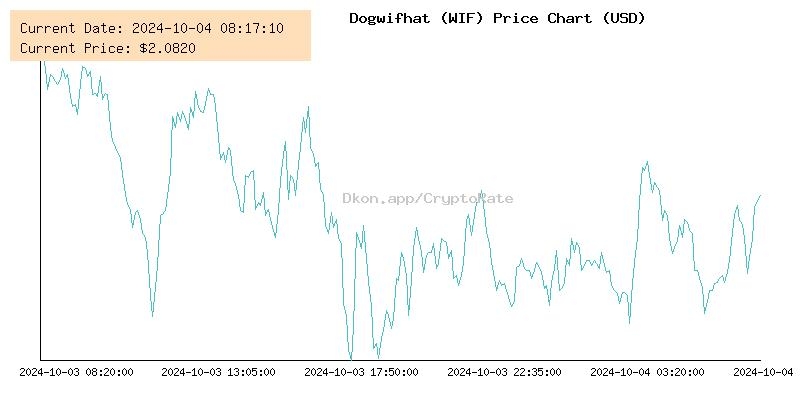 Dogwifhat (WIF) Price Chart (USD)
Current Date: 2024-10-04 08:17:10
Current Price: $2.0820
Dkon.app/CryptoRate
2024-10-03 08:20:00 2024-10-03 13:05:00 2024-10-03 17:50:00 2024-10-03 22:35:00 2024-10-04 03:20:00 2024-10-04